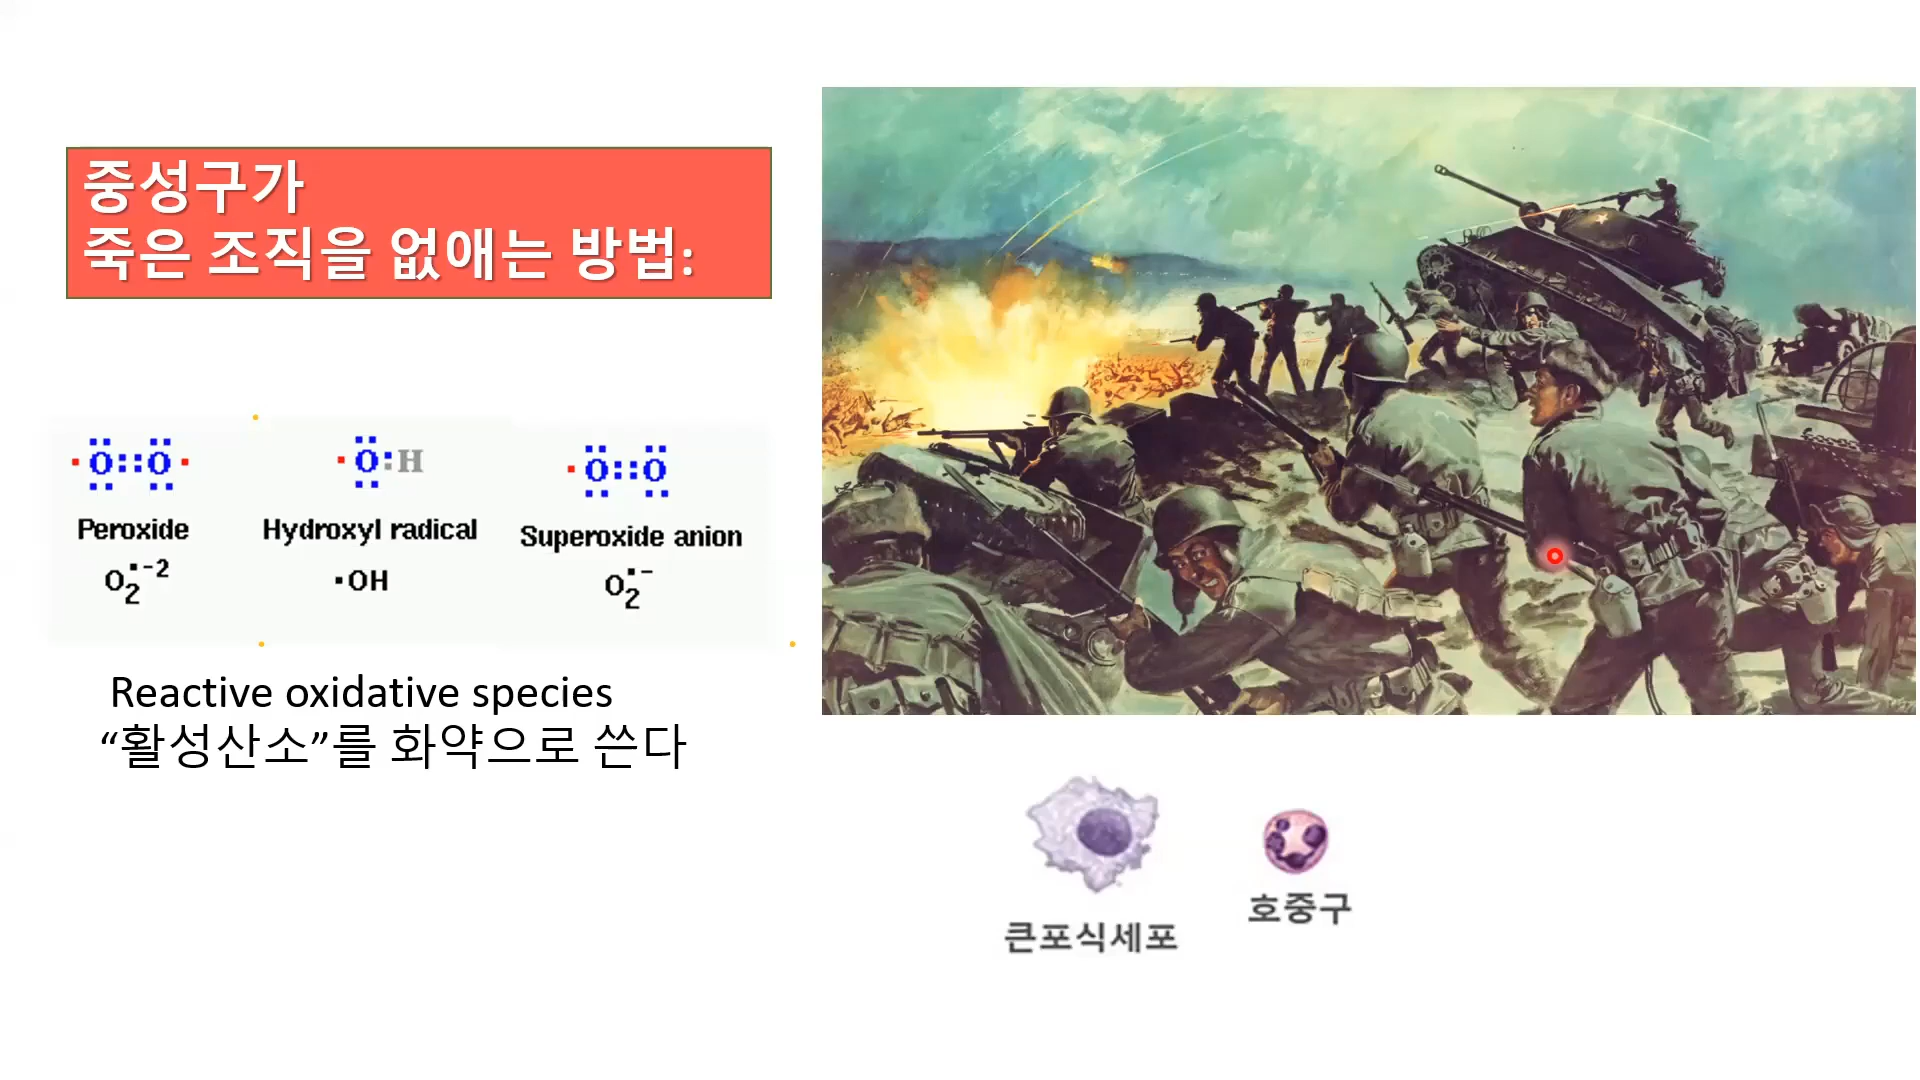 중성구가
죽은 조직을 없애는 방법:
O::O
O:H
O::O
Peroxide
Hydroxyl radical
Superoxide anion
O₂•⁻²
•OH
O₂•⁻
Reactive oxidative species
“활성산소”를 화약으로 쓴다
큰포식세포
호중구